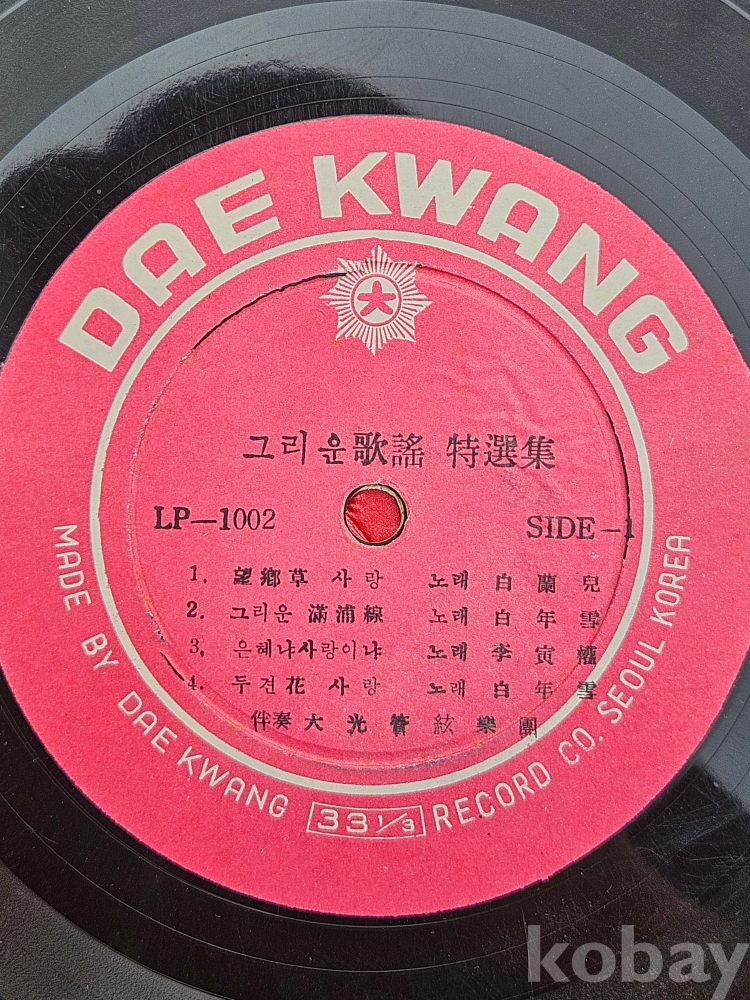 DAE KWANG
大
그리운歌謠 特選集
LP-1002 SIDE-1
1. 望鄕草 사랑 노래 白蘭兒
2. 그리운 滿浦線 노래 白年雪
3, 은혜냐사랑이냐 노래 李寅權
4. 두견花 사랑 노래 白年雪
伴奏 大光管絃樂團
MADE BY DAE KWANG RECORD CO. SEOUL KOREA
33 1/3
kobay